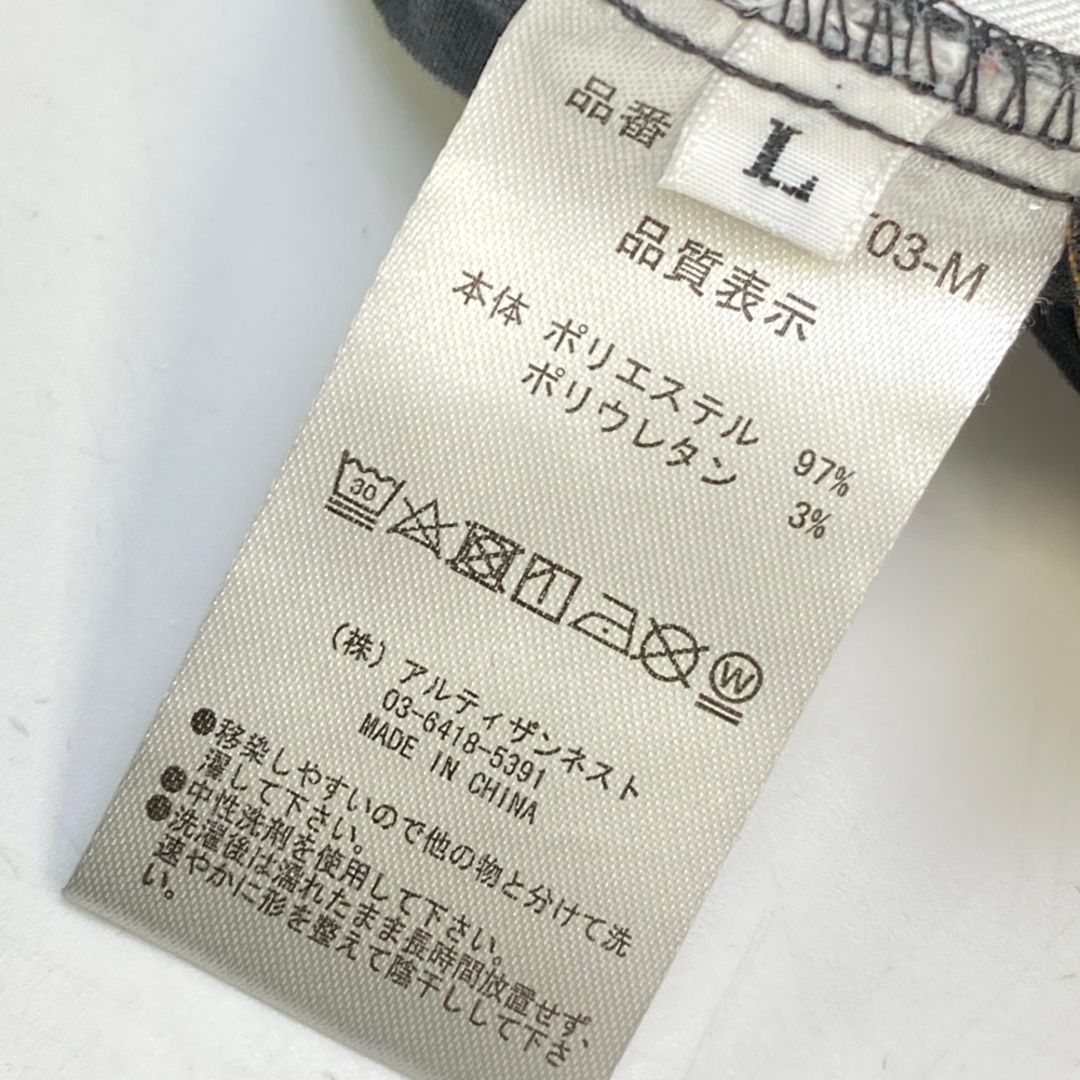 品番
L
03-M
品質表示
本体 ポリエステル 97%
ポリウレタン 3%
30
W
(株)アルティザンネスト
03-6418-5391
MADE IN CHINA
●移染しやすいので他の物と分けて洗
濯して下さい。
●中性洗剤を使用して下さい。
●洗濯後は濡れたまま長時間放置せず、
速やかに形を整えて陰干しして下さ
い。